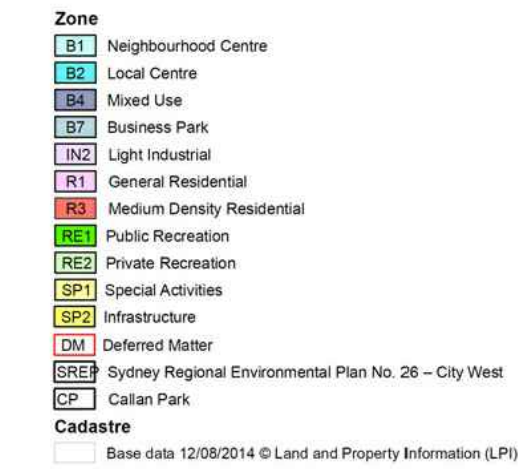 Zone
B1 Neighbourhood Centre
B2 Local Centre
B4 Mixed Use
B7 Business Park
IN2 Light Industrial
R1 General Residential
R3 Medium Density Residential
RE1 Public Recreation
RE2 Private Recreation
SP1 Special Activities
SP2 Infrastructure
DM Deferred Matter
SREP Sydney Regional Environmental Plan No. 26 – City West
CP Callan Park
Cadastre
Base data 12/08/2014 © Land and Property Information (LPI)